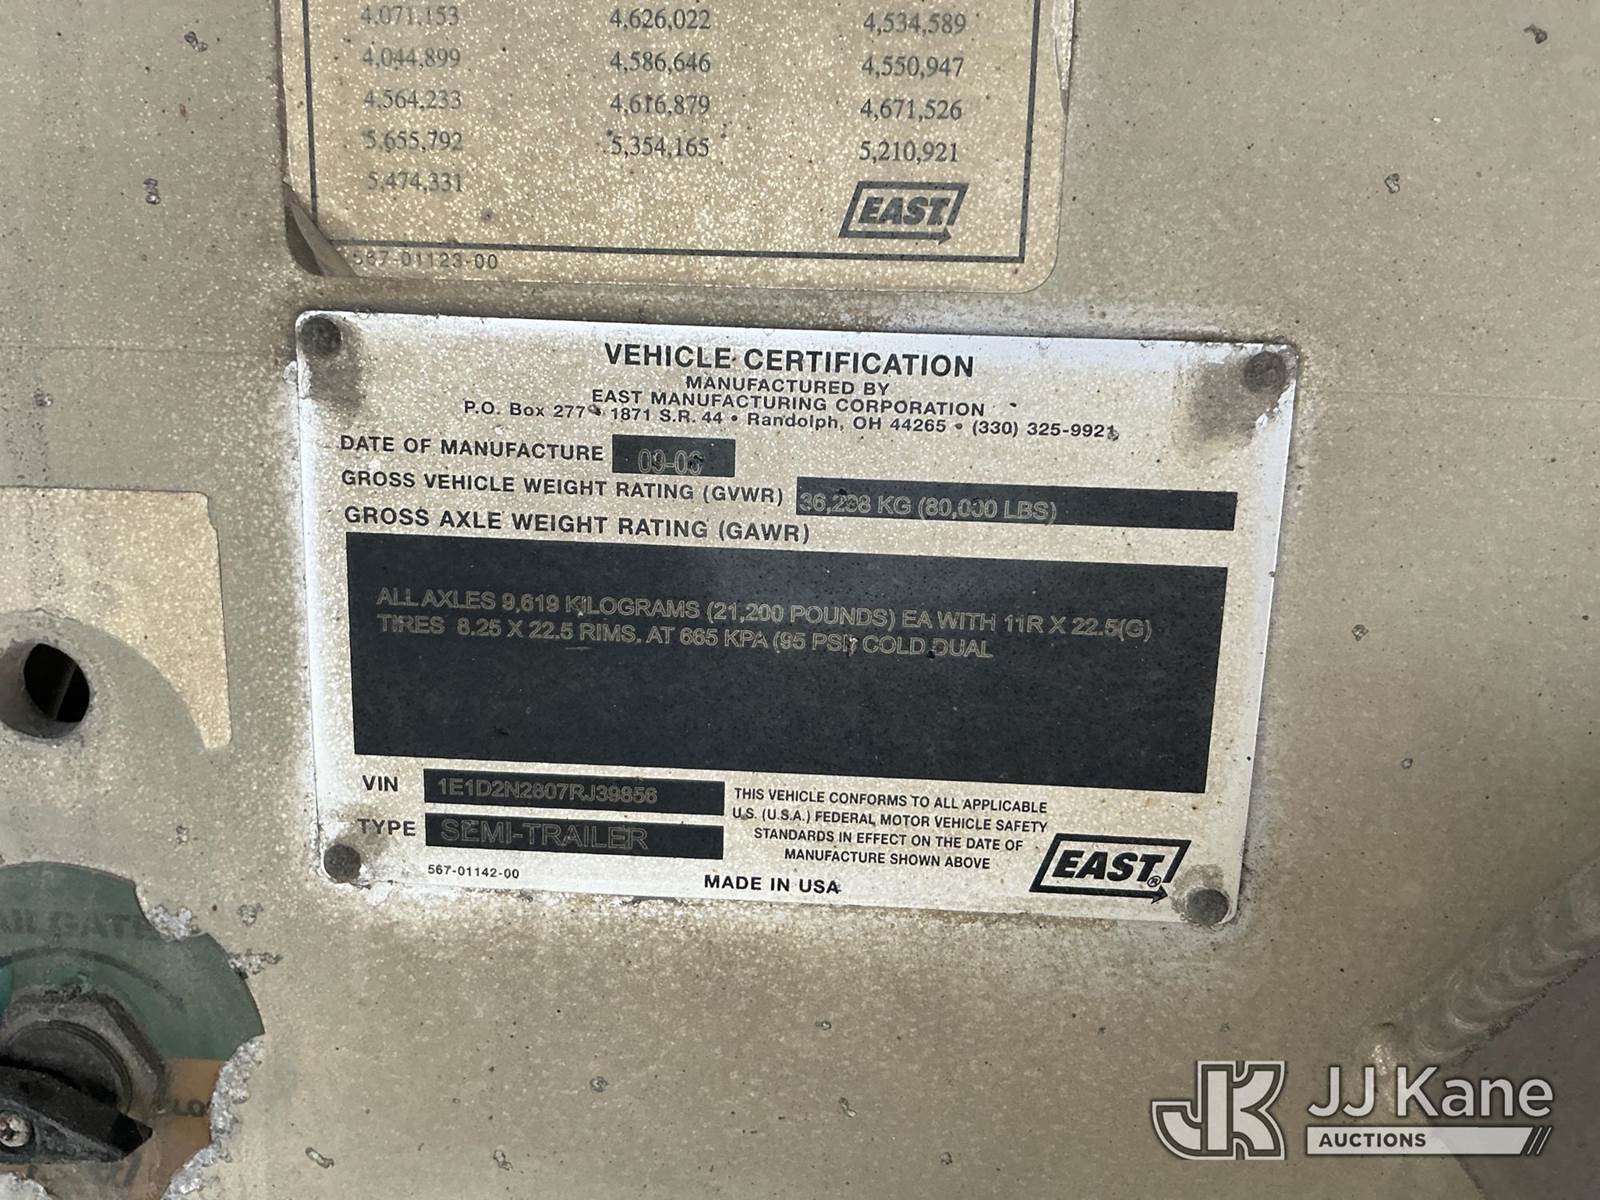 4,071,153 4,626,022 4,534,589
4,044,899 4,586,646 4,550,947
4,564,233 4,616,879 4,671,526
5,655,792 5,354,165 5,210,921
5,474,331
EAST
567-01123-00
VEHICLE CERTIFICATION
MANUFACTURED BY
EAST MANUFACTURING CORPORATION
P.O. Box 277 • 1871 S.R. 44 • Randolph, OH 44265 • (330) 325-9921
DATE OF MANUFACTURE
GROSS VEHICLE WEIGHT RATING (GVWR) 36,288 KG (80,000 LBS)
GROSS AXLE WEIGHT RATING (GAWR)
ALL AXLES 9,619 KILOGRAMS (21,200 POUNDS) EA WITH 11R X 22.5(G)
TIRES 8.25 X 22.5 RIMS. AT 665 KPA (95 PSI) COLD DUAL
VIN 1E1D2N2807RJ39856
TYPE SEMI-TRAILER
567-01142-00
THIS VEHICLE CONFORMS TO ALL APPLICABLE
U.S. (U.S.A.) FEDERAL MOTOR VEHICLE SAFETY
STANDARDS IN EFFECT ON THE DATE OF
MANUFACTURE SHOWN ABOVE
MADE IN USA
EAST®
AILGATE
CLO
JK JJ Kane
AUCTIONS